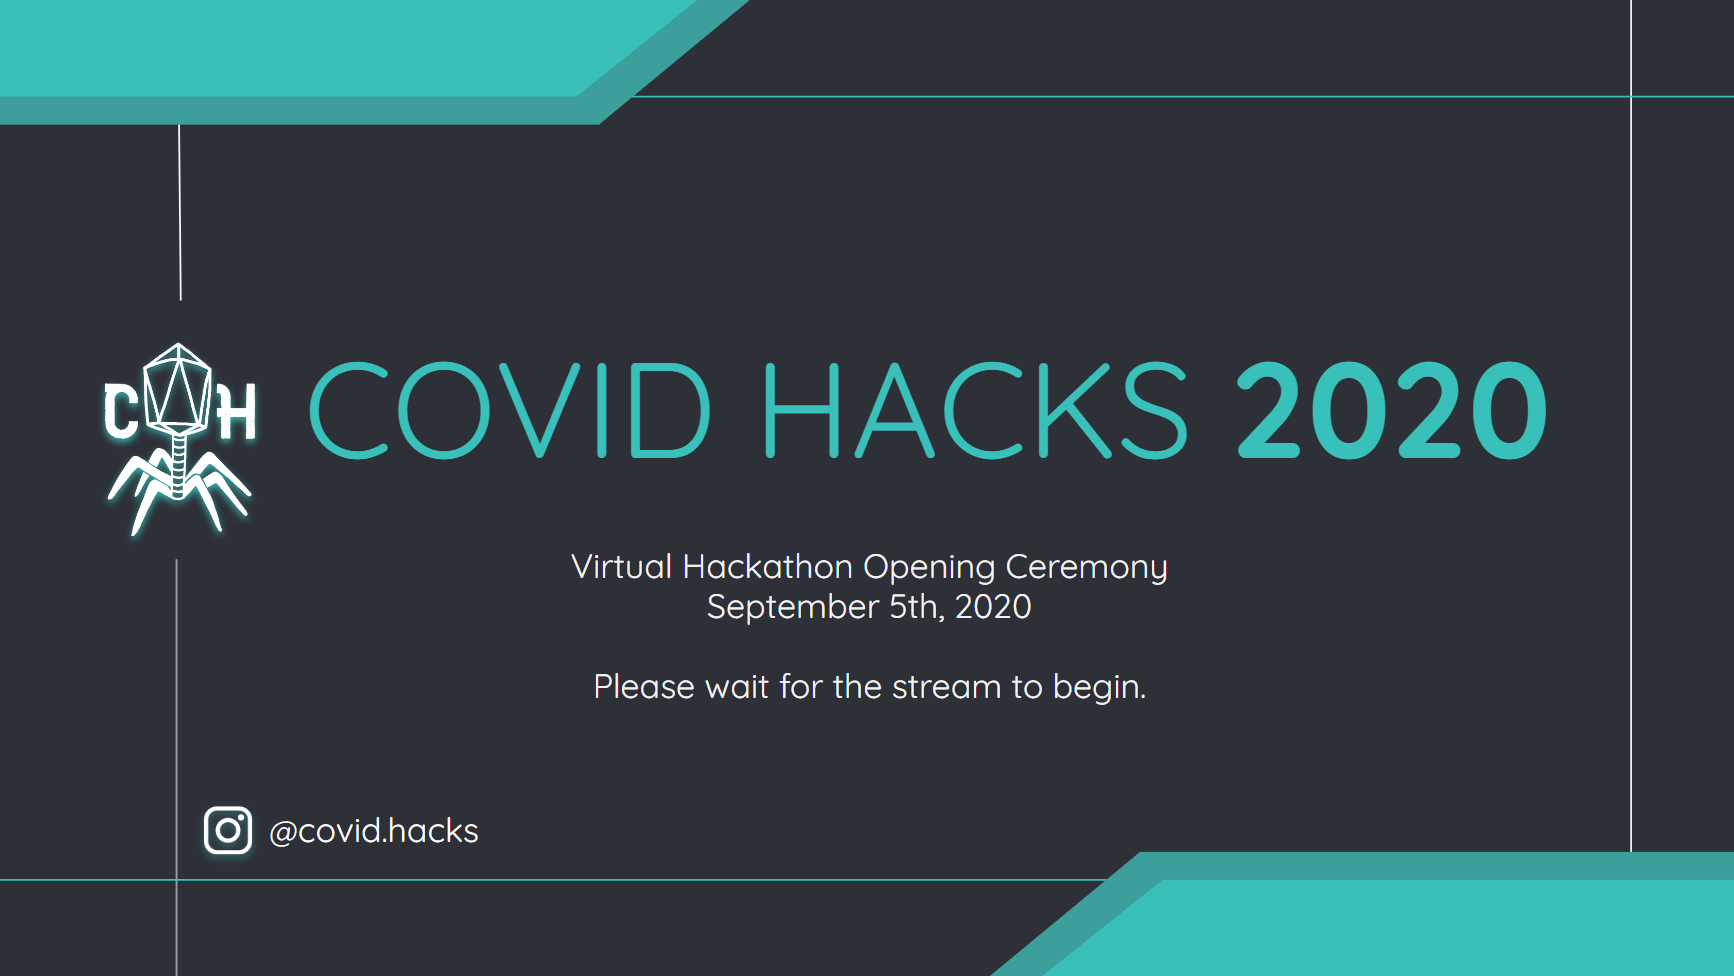 C H
COVID HACKS 2020
Virtual Hackathon Opening Ceremony
September 5th, 2020
Please wait for the stream to begin.
@covid.hacks